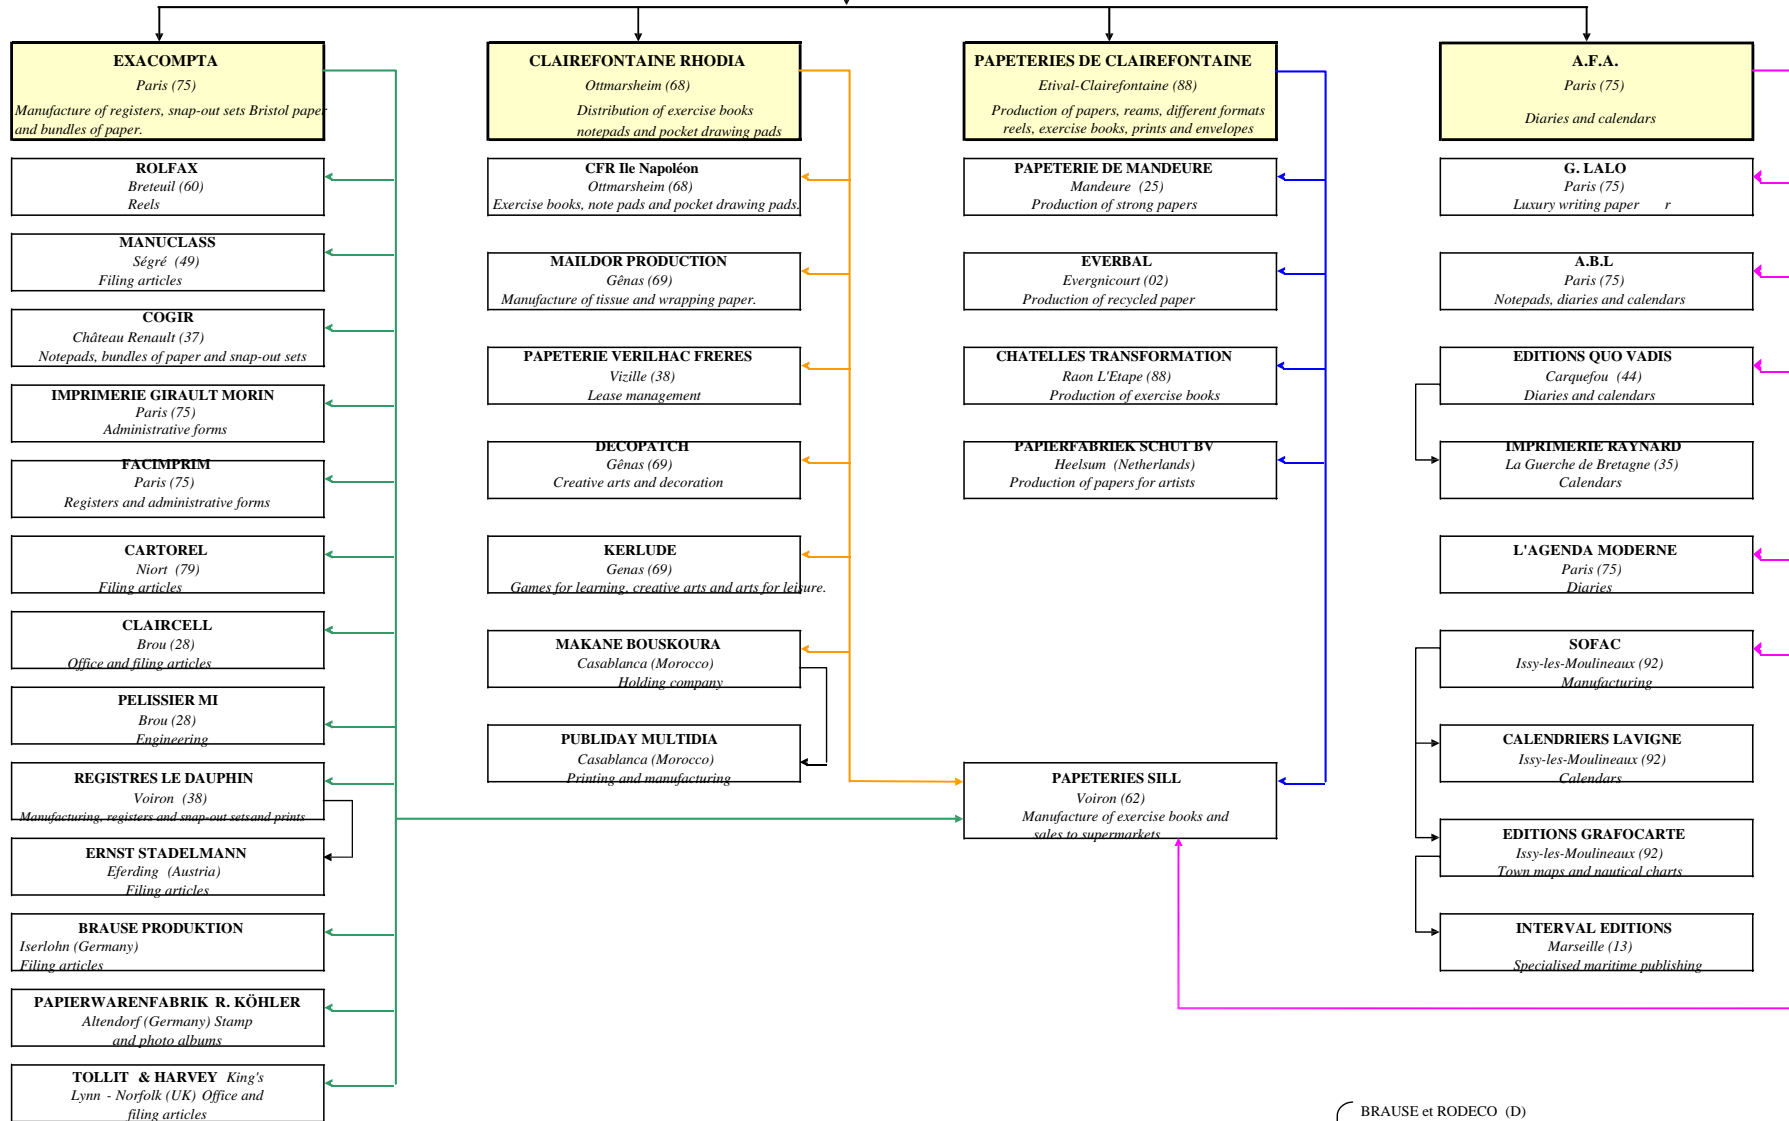 EXACOMPTA
Paris (75)
Manufacture of registers, snap-out sets Bristol paper
and bundles of paper.
ROLFAX
Breteuil (60)
Reels
MANUCLASS
Ségré (49)
Filing articles
COGIR
Château Renault (37)
Notepads, bundles of paper and snap-out sets
IMPRIMERIE GIRAULT MORIN
Paris (75)
Administrative forms
FACIMPRIM
Paris (75)
Registers and administrative forms
CARTOREL
Niort (79)
Filing articles
CLAIRCELL
Brou (28)
Office and filing articles
PELISSIER MI
Brou (28)
Engineering
REGISTRES LE DAUPHIN
Voiron (38)
Manufacturing, registers and snap-out setsand prints
ERNST STADELMANN
Eferding (Austria)
Filing articles
BRAUSE PRODUKTION
Iserlohn (Germany)
Filing articles
PAPIERWARENFABRIK R. KÖHLER
Altendorf (Germany) Stamp
and photo albums
TOLLIT & HARVEY King's
Lynn - Norfolk (UK) Office and
filing articles
CLAIREFONTAINE RHODIA
Ottmarsheim (68)
Distribution of exercise books
notepads and pocket drawing pads
CFR Ile Napoléon
Ottmarsheim (68)
Exercise books, note pads and pocket drawing pads.
MAILDOR PRODUCTION
Gênas (69)
Manufacture of tissue and wrapping paper.
PAPETERIE VERILHAC FRERES
Vizille (38)
Lease management
DECOPATCH
Gênas (69)
Creative arts and decoration
KERLUDE
Genas (69)
Games for learning, creative arts and arts for leisure.
MAKANE BOUSKOURA
Casablanca (Morocco)
Holding company
PUBLIDAY MULTIDIA
Casablanca (Morocco)
Printing and manufacturing
PAPETERIES DE CLAIREFONTAINE
Etival-Clairefontaine (88)
Production of papers, reams, different formats
reels, exercise books, prints and envelopes
PAPETERIE DE MANDEURE
Mandeure (25)
Production of strong papers
EVERBAL
Evergnicourt (02)
Production of recycled paper
CHATELLES TRANSFORMATION
Raon L'Etape (88)
Production of exercise books
PAPIERFABRIEK SCHUT BV
Heelsum (Netherlands)
Production of papers for artists
PAPETERIES SILL
Voiron (62)
Manufacture of exercise books and
sales to supermarkets
A.F.A.
Paris (75)
Diaries and calendars
G. LALO
Paris (75)
Luxury writing paper r
A.B.L
Paris (75)
Notepads, diaries and calendars
EDITIONS QUO VADIS
Carquefou (44)
Diaries and calendars
IMPRIMERIE RAYNARD
La Guerche de Bretagne (35)
Calendars
L'AGENDA MODERNE
Paris (75)
Diaries
SOFAC
Issy-les-Moulineaux (92)
Manufacturing
CALENDRIERS LAVIGNE
Issy-les-Moulineaux (92)
Calendars
EDITIONS GRAFOCARTE
Issy-les-Moulineaux (92)
Town maps and nautical charts
INTERVAL EDITIONS
Marseille (13)
Specialised maritime publishing
BRAUSE et RODECO (D)